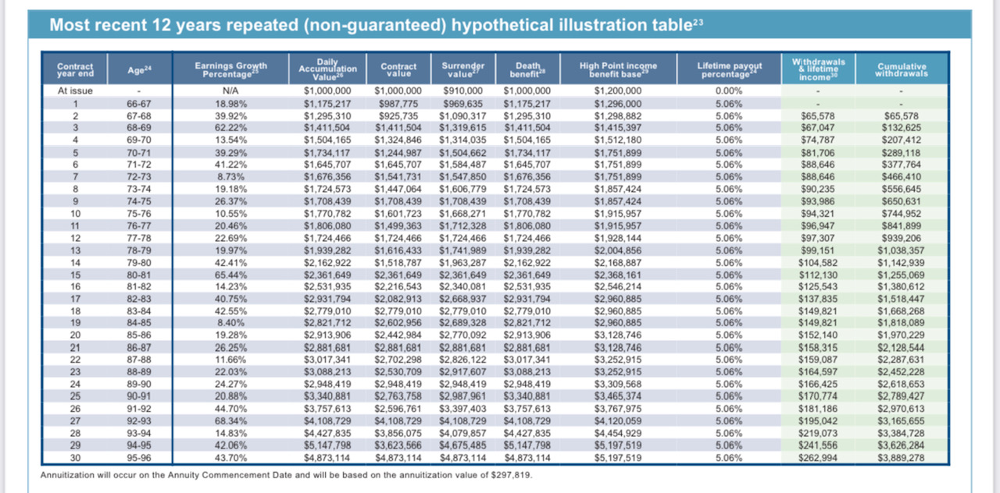 Most recent 12 years repeated (non-guaranteed) hypothetical illustration table23
Contract year end Age24 Earnings Growth Percentage25 Daily Accumulation Value26 Contract value Surrender value27 Death benefit28 High Point income benefit base29 Lifetime payout percentage24 Withdrawals & lifetime income30 Cumulative withdrawals
At issue - N/A $1,000,000 $1,000,000 $910,000 $1,000,000 $1,200,000 0.00% - -
1 66-67 18.98% $1,175,217 $987,775 $969,635 $1,175,217 $1,296,000 5.06% - -
2 67-68 39.92% $1,295,310 $925,735 $1,090,317 $1,295,310 $1,298,882 5.06% $65,578 $65,578
3 68-69 62.22% $1,411,504 $1,411,504 $1,319,615 $1,411,504 $1,415,397 5.06% $67,047 $132,625
4 69-70 13.54% $1,504,165 $1,324,846 $1,314,035 $1,504,165 $1,512,180 5.06% $74,787 $207,412
5 70-71 39.29% $1,734,117 $1,244,987 $1,504,662 $1,734,117 $1,751,899 5.06% $81,706 $289,118
6 71-72 41.22% $1,645,707 $1,645,707 $1,584,487 $1,645,707 $1,751,899 5.06% $88,646 $377,764
7 72-73 8.73% $1,676,356 $1,541,731 $1,547,850 $1,676,356 $1,751,899 5.06% $88,646 $466,410
8 73-74 19.18% $1,724,573 $1,447,064 $1,606,779 $1,724,573 $1,857,424 5.06% $90,235 $556,645
9 74-75 26.37% $1,708,439 $1,708,439 $1,708,439 $1,708,439 $1,857,424 5.06% $93,986 $650,631
10 75-76 10.55% $1,770,782 $1,601,723 $1,668,271 $1,770,782 $1,915,957 5.06% $94,321 $744,952
11 76-77 20.46% $1,806,080 $1,499,363 $1,712,328 $1,806,080 $1,915,957 5.06% $96,947 $841,899
12 77-78 22.69% $1,724,466 $1,724,466 $1,724,466 $1,724,466 $1,928,144 5.06% $97,307 $939,206
13 78-79 19.97% $1,939,282 $1,616,433 $1,741,989 $1,939,282 $2,004,856 5.06% $99,151 $1,038,357
14 79-80 42.41% $2,162,922 $1,518,787 $1,963,287 $2,162,922 $2,168,887 5.06% $104,582 $1,142,939
15 80-81 65.44% $2,361,649 $2,361,649 $2,361,649 $2,361,649 $2,368,161 5.06% $112,130 $1,255,069
16 81-82 14.23% $2,531,935 $2,216,543 $2,340,081 $2,531,935 $2,546,214 5.06% $125,543 $1,380,612
17 82-83 40.75% $2,931,794 $2,082,913 $2,668,937 $2,931,794 $2,960,885 5.06% $137,835 $1,518,447
18 83-84 42.55% $2,779,010 $2,779,010 $2,779,010 $2,779,010 $2,960,885 5.06% $149,821 $1,668,268
19 84-85 8.40% $2,821,712 $2,602,956 $2,689,328 $2,821,712 $2,960,885 5.06% $149,821 $1,818,089
20 85-86 19.28% $2,913,906 $2,442,984 $2,770,092 $2,913,906 $3,128,746 5.06% $152,140 $1,970,229
21 86-87 26.25% $2,881,681 $2,881,681 $2,881,681 $2,881,681 $3,128,746 5.06% $158,315 $2,128,544
22 87-88 11.66% $3,017,341 $2,702,298 $2,826,122 $3,017,341 $3,252,915 5.06% $159,087 $2,287,631
23 88-89 22.03% $3,088,213 $2,530,709 $2,917,607 $3,088,213 $3,252,915 5.06% $164,597 $2,452,228
24 89-90 24.27% $2,948,419 $2,948,419 $2,948,419 $2,948,419 $3,309,568 5.06% $166,425 $2,618,653
25 90-91 20.88% $3,340,881 $2,763,758 $2,987,961 $3,340,881 $3,465,374 5.06% $170,774 $2,789,427
26 91-92 44.70% $3,757,613 $2,596,761 $3,397,403 $3,757,613 $3,767,975 5.06% $181,186 $2,970,613
27 92-93 68.34% $4,108,729 $4,108,729 $4,108,729 $4,108,729 $4,120,059 5.06% $195,042 $3,165,655
28 93-94 14.83% $4,427,835 $3,856,075 $4,079,857 $4,427,835 $4,454,929 5.06% $219,073 $3,384,728
29 94-95 42.06% $5,147,798 $3,623,566 $4,675,485 $5,147,798 $5,197,519 5.06% $241,556 $3,626,284
30 95-96 43.70% $4,873,114 $4,873,114 $4,873,114 $4,873,114 $5,197,519 5.06% $262,994 $3,889,278
Annuitization will occur on the Annuity Commencement Date and will be based on the annuitization value of $297,819.